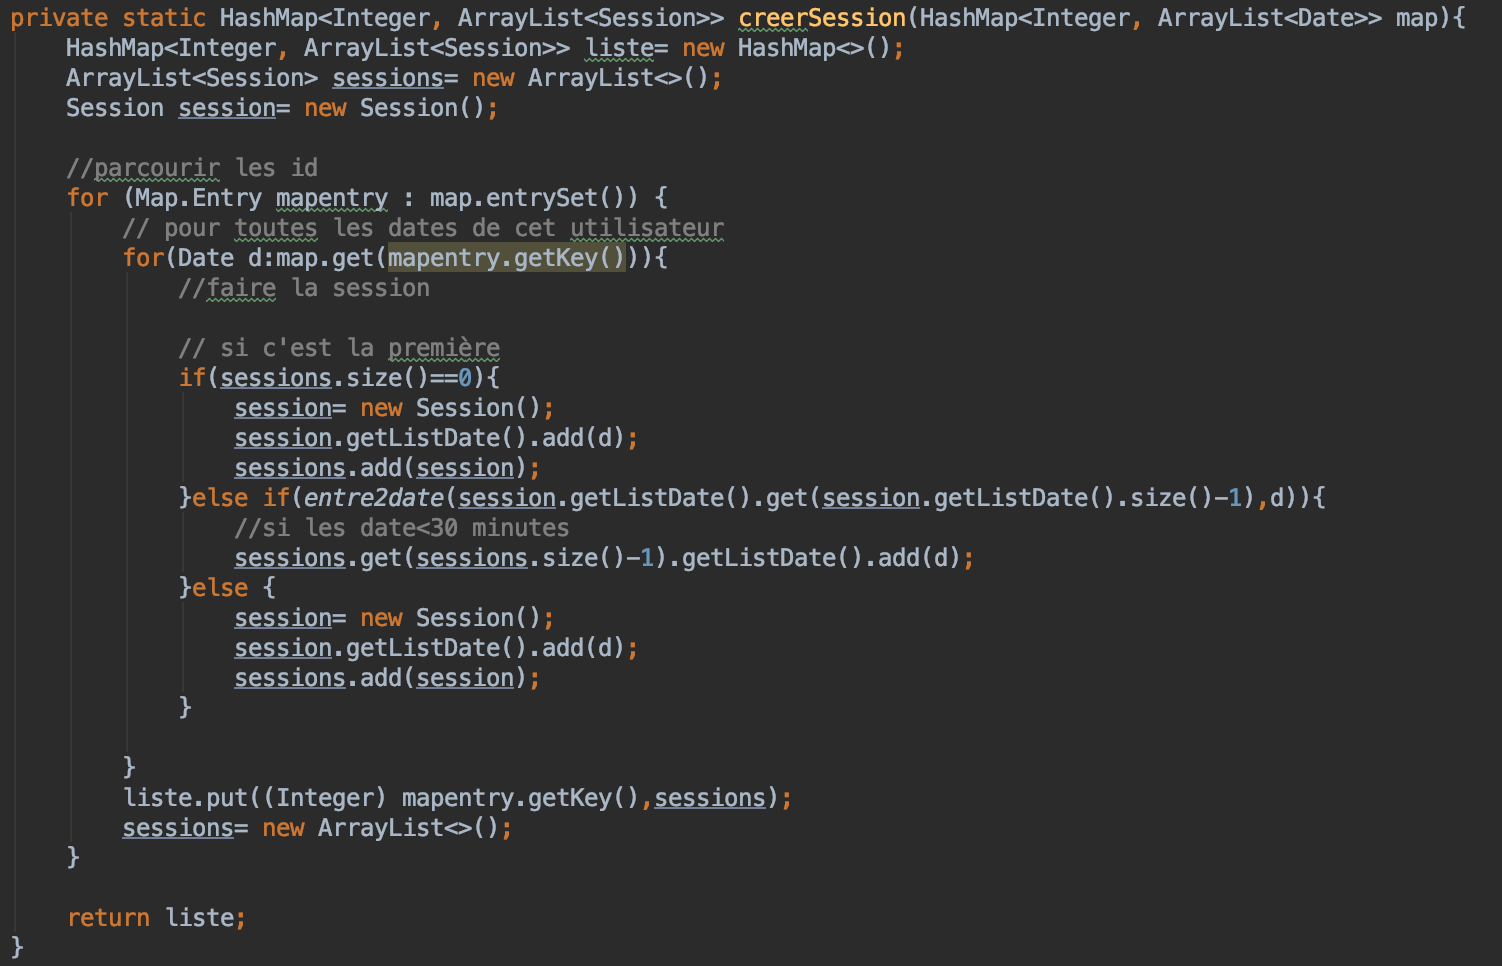 private static HashMap<Integer, ArrayList<Session>> creerSession(HashMap<Integer, ArrayList<Date>> map){
    HashMap<Integer, ArrayList<Session>> liste= new HashMap<>();
    ArrayList<Session> sessions= new ArrayList<>();
    Session session= new Session();

    //parcourir les id
    for (Map.Entry mapentry : map.entrySet()) {
        // pour toutes les dates de cet utilisateur
        for(Date d:map.get(mapentry.getKey())){
            //faire la session

            // si c'est la première
            if(sessions.size()==0){
                session= new Session();
                session.getListDate().add(d);
                sessions.add(session);
            }else if(entre2date(session.getListDate().get(session.getListDate().size()-1),d)){
                //si les date<30 minutes
                sessions.get(sessions.size()-1).getListDate().add(d);
            }else {
                session= new Session();
                session.getListDate().add(d);
                sessions.add(session);
            }

        }
        liste.put((Integer) mapentry.getKey(),sessions);
        sessions= new ArrayList<>();
    }

    return liste;
}